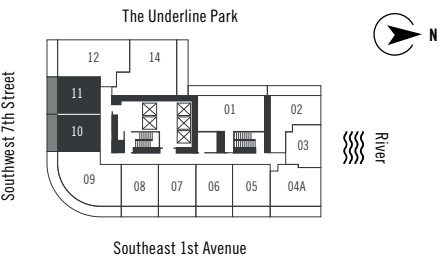 The Underline Park
N
12
14
11
01
02
10
03
Southwest 7th Street
River
09
08
07
06
05
04A
Southeast 1st Avenue